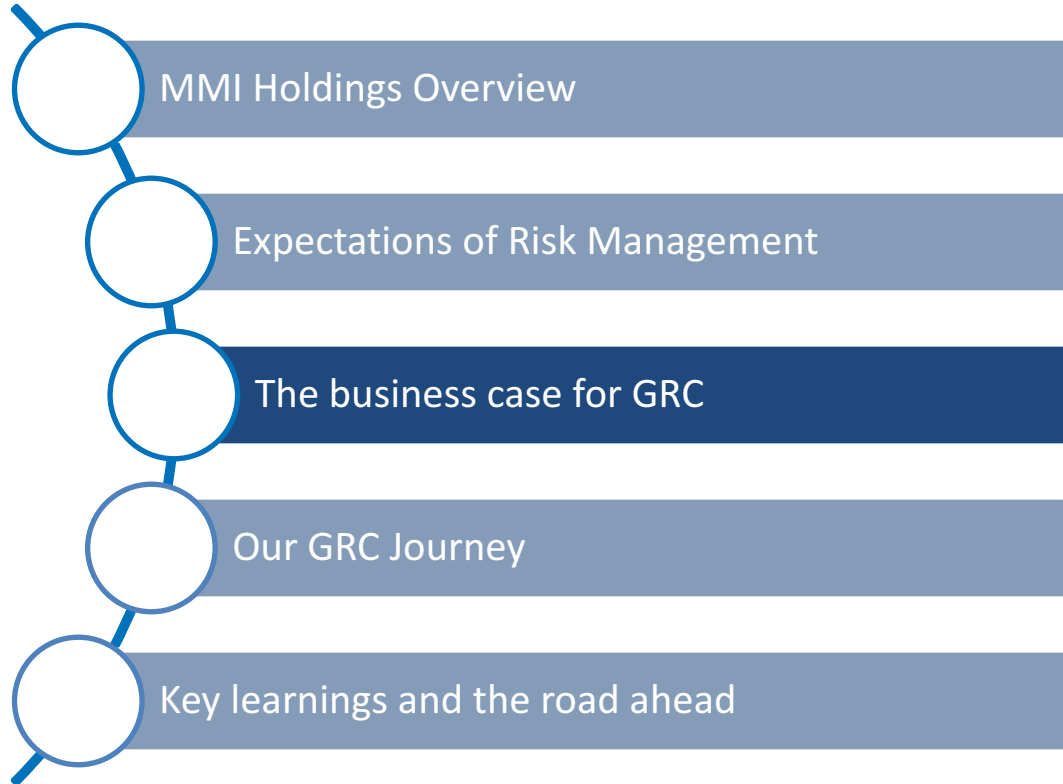 MMI Holdings Overview
Expectations of Risk Management
The business case for GRC
Our GRC Journey
Key learnings and the road ahead